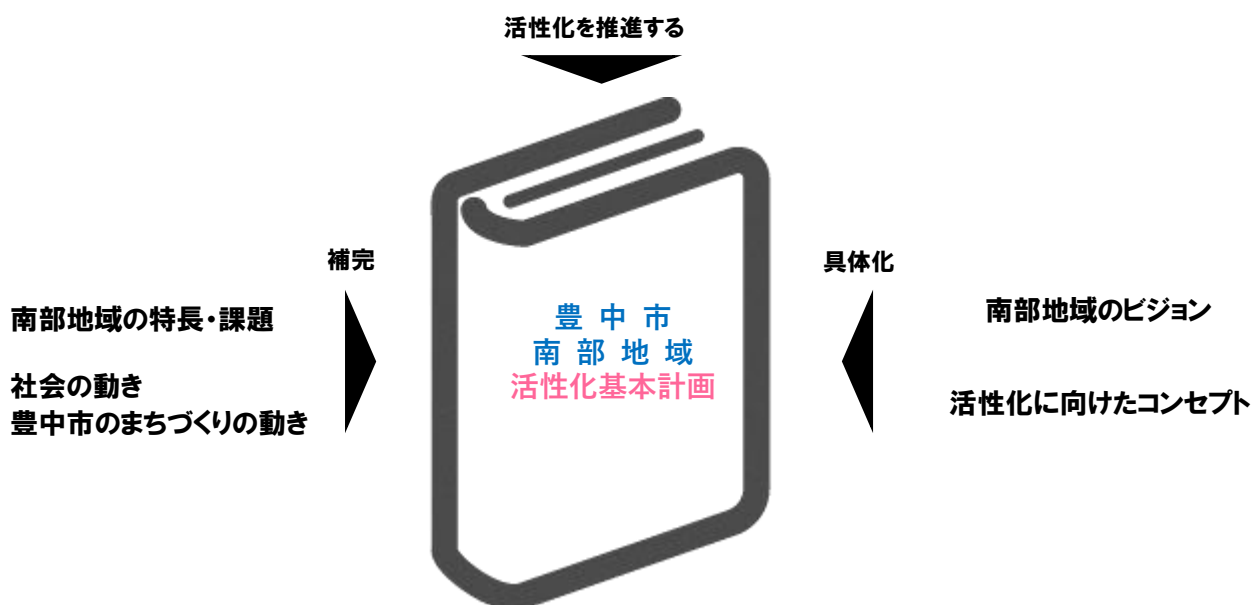 活性化を推進する
補完
具体化
南部地域の特長・課題
社会の動き
豊中市のまちづくりの動き
豊中市
南部地域
活性化基本計画
南部地域のビジョン
活性化に向けたコンセプト